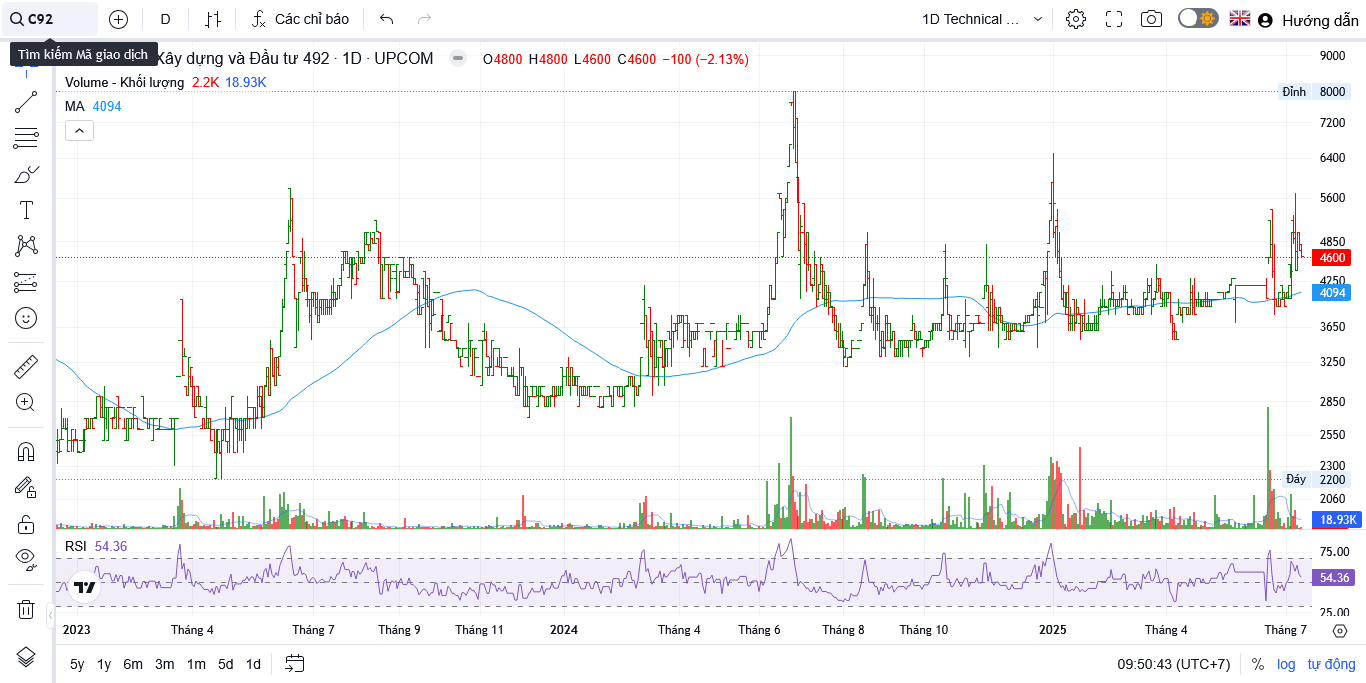 C92
D
Các chỉ báo
1D Technical ...
Hướng dẫn
Tìm kiếm Mã giao dịch
Xây dựng và Đầu tư 492 · 1D · UPCOM
O4800 H4800 L4600 C4600 −100 (−2.13%)
Volume - Khối lượng 2.2K 18.93K
MA 4094
9000
Đỉnh 8000
7200
6400
5600
4850
4600
4250
4094
3650
3250
2850
2550
2300
Đáy 2200
2060
18.93K
RSI 54.36
75.00
54.36
25.00
2023 Tháng 4 Tháng 7 Tháng 9 Tháng 11 2024 Tháng 4 Tháng 6 Tháng 8 Tháng 10 2025 Tháng 4 Tháng 7
5y 1y 6m 3m 1m 5d 1d
09:50:43 (UTC+7) % log tự động